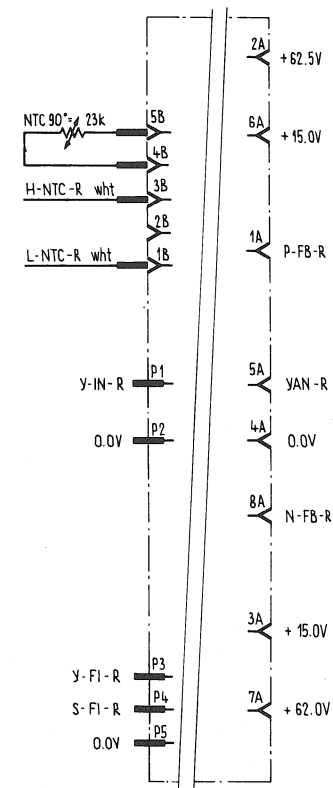 2A
+62.5V
NTC 90°= 23k
5B
6A
+15.0V
4B
H-NTC-R wht
3B
2B
1A
P-FB-R
L-NTC-R wht
1B
P1
5A
Y-IN-R
YAN-R
P2
4A
0.0V
0.0V
8A
N-FB-R
3A
+15.0V
P3
Y-FI-R
P4
7A
S-FI-R
+62.0V
P5
0.0V